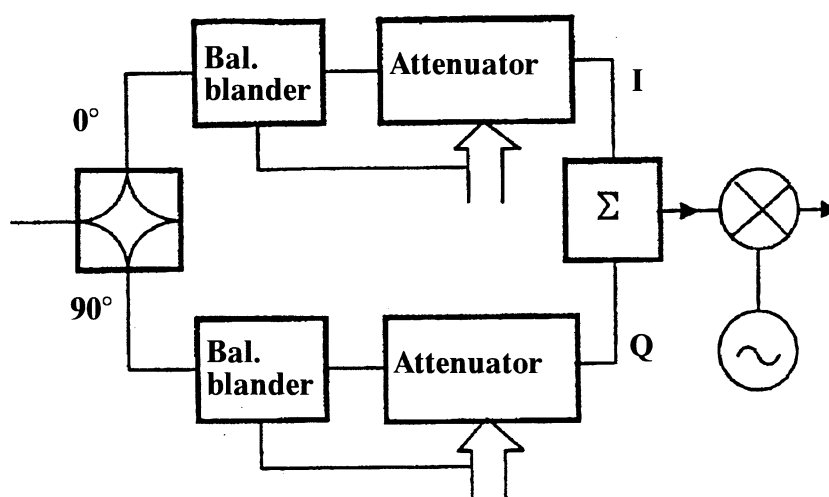 Bal.
blander
Attenuator
I
0°
Σ
90°
Bal.
blander
Attenuator
Q